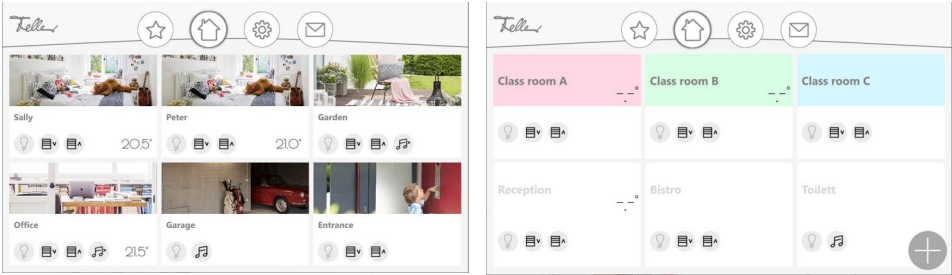 Feller
Sally
Peter
Garden
20.5°
21.0°
Office
Garage
Entrance
21.5°
Feller
Class room A
Class room B
Class room C
_ _._°
_ _._°
Reception
Bistro
Toilett
_ _._°